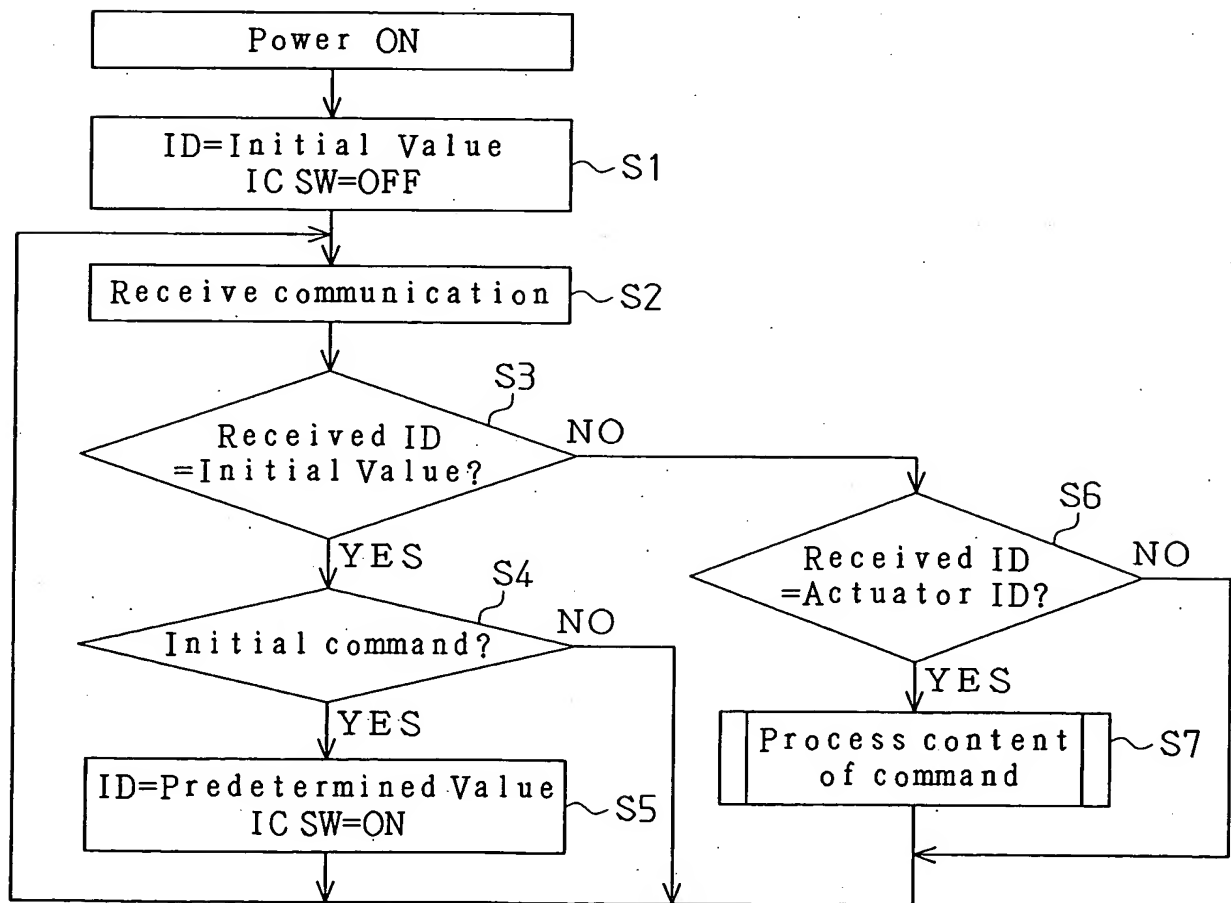 Power ON
ID=Initial Value
IC SW=OFF
S1
Receive communication
S2
S3
Received ID
=Initial Value?
NO
YES
S6
Received ID
=Actuator ID?
NO
YES
S4
Initial command?
NO
YES
ID=Predetermined Value
IC SW=ON
S5
Process content
of command
S7